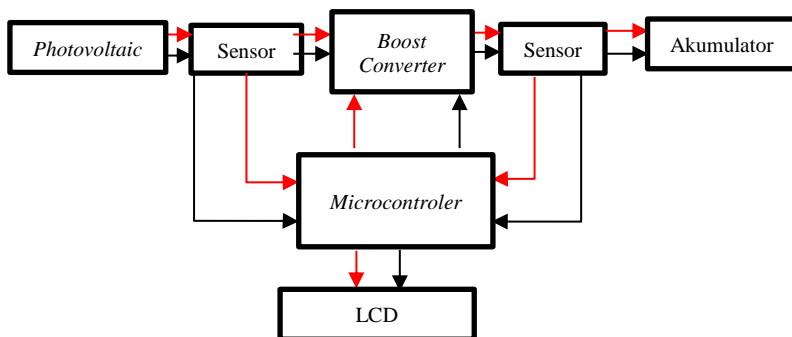 Photovoltaic
Sensor
Boost
Converter
Sensor
Akumulator
Microcontroler
LCD